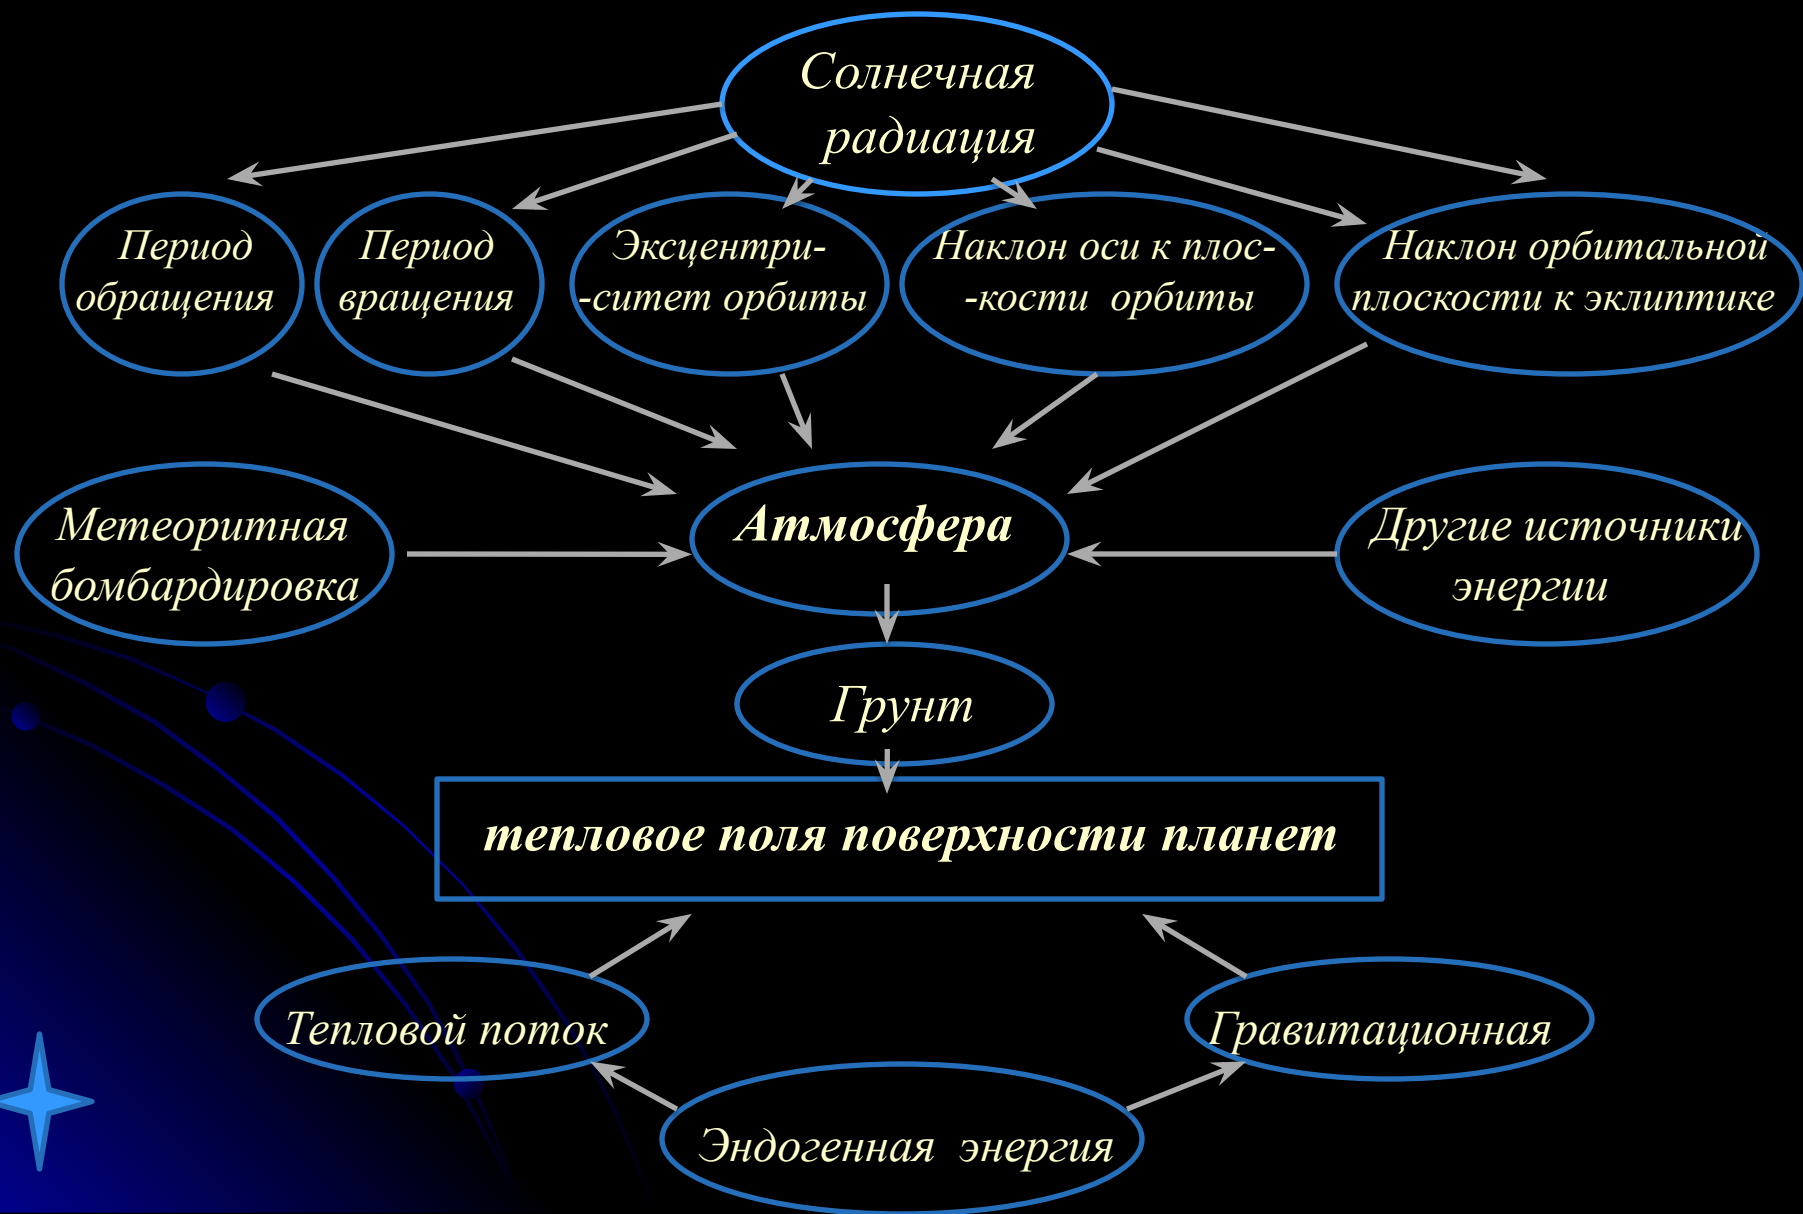 Солнечная
радиация
Период
обращения
Период
вращения
Эксцентри-
-ситет орбиты
Наклон оси к плос-
-кости орбиты
Наклон орбитальной
плоскости к эклиптике
Метеоритная
бомбардировка
Атмосфера
Другие источники
энергии
Грунт
тепловое поля поверхности планет
Тепловой поток
Гравитационная
Эндогенная энергия